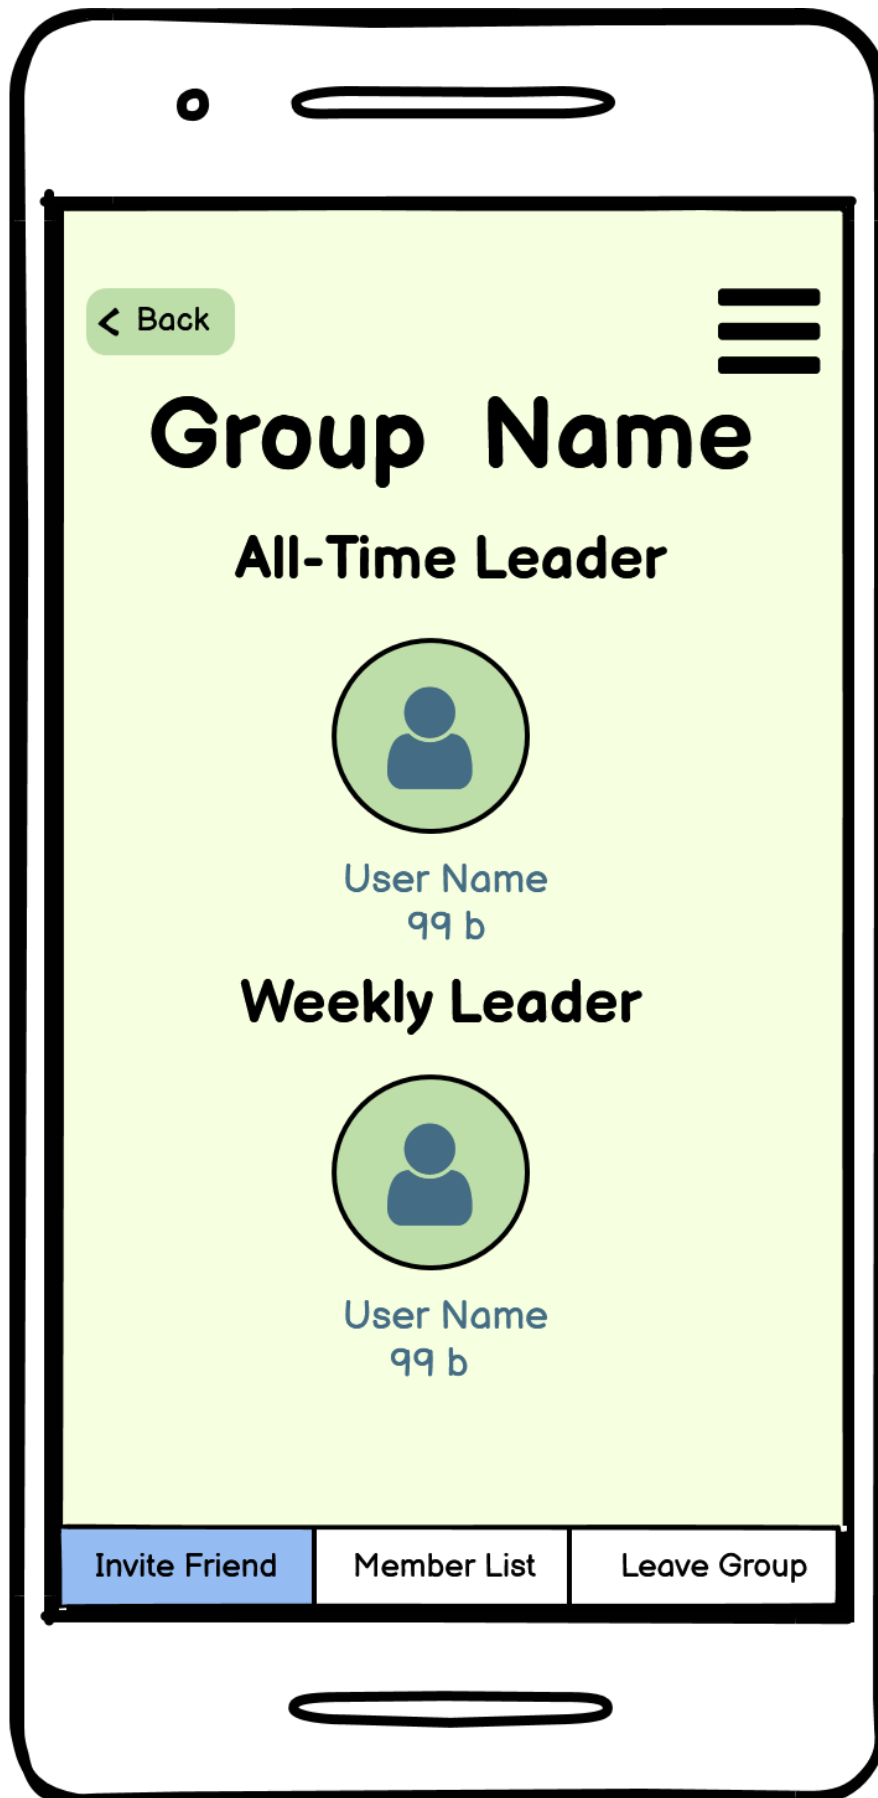 Back
Group Name
All-Time Leader
User Name
99 b
Weekly Leader
User Name
99 b
Invite Friend
Member List
Leave Group